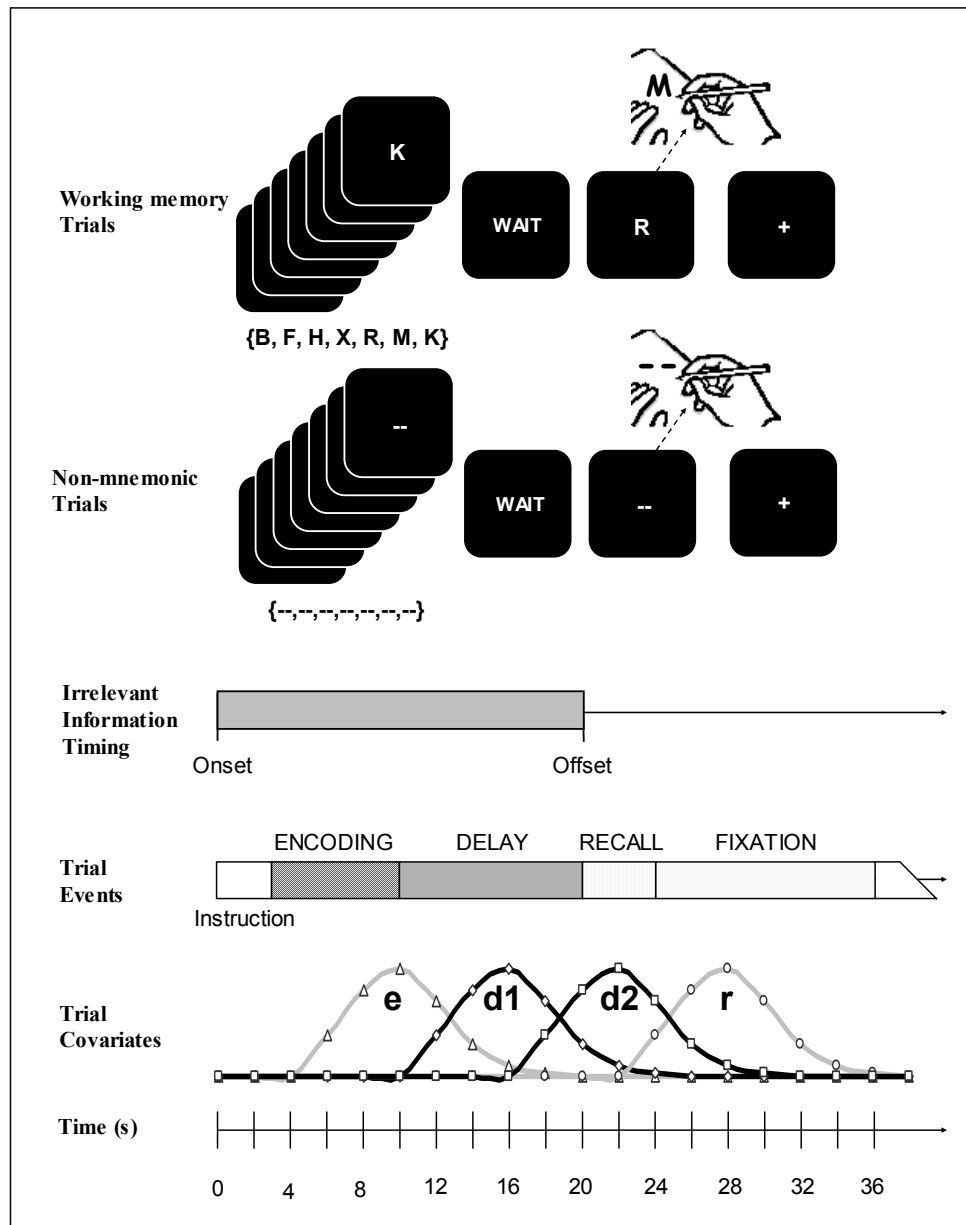 K
M
Working memory
Trials
WAIT
R
+
{B, F, H, X, R, M, K}
--
- -
Non-mnemonic
Trials
WAIT
--
+
{--,--,--,--,--,--,--}
Irrelevant
Information
Timing
Onset
Offset
ENCODING
DELAY
RECALL
FIXATION
Trial
Events
Instruction
e
d1
d2
r
Trial
Covariates
Time (s)
0
4
8
12
16
20
24
28
32
36